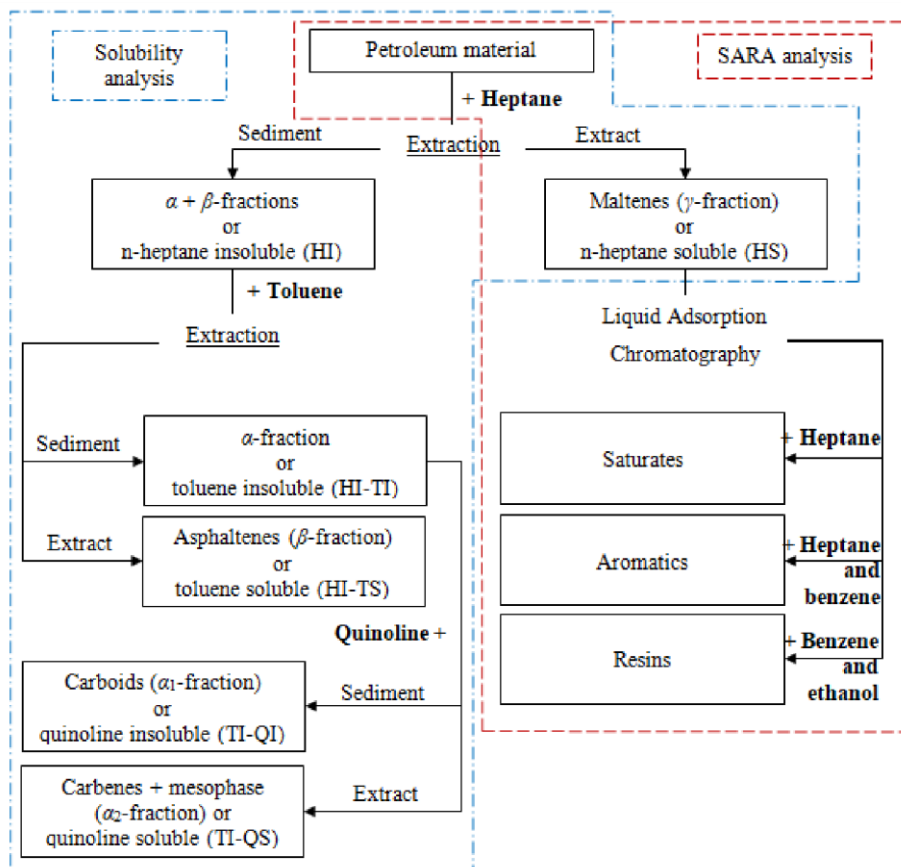 Solubility
analysis
Petroleum material
SARA analysis
+ Heptane
Sediment
Extraction
Extract
α + β-fractions
or
n-heptane insoluble (HI)
Maltenes (γ-fraction)
or
n-heptane soluble (HS)
+ Toluene
Extraction
Liquid Adsorption
Chromatography
Sediment
α-fraction
or
toluene insoluble (HI-TI)
Extract
Asphaltenes (β-fraction)
or
toluene soluble (HI-TS)
Saturates
+ Heptane
Aromatics
+ Heptane
and
benzene
Resins
+ Benzene
and
ethanol
Quinoline +
Carboids (α₁-fraction)
or
quinoline insoluble (TI-QI)
Sediment
Carbenes + mesophase
(α₂-fraction) or
quinoline soluble (TI-QS)
Extract